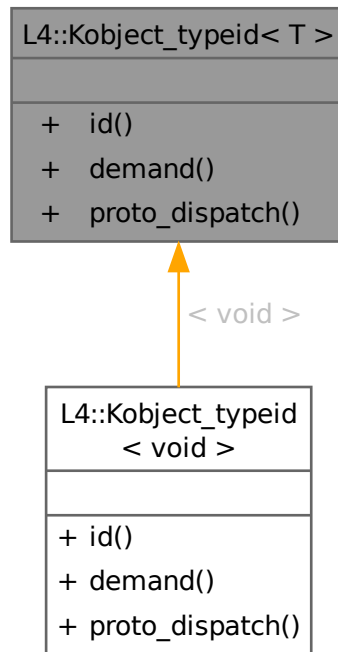 L4::Kobject_typeid< T >
+ id()
+ demand()
+ proto_dispatch()
< void >
L4::Kobject_typeid
< void >
+ id()
+ demand()
+ proto_dispatch()